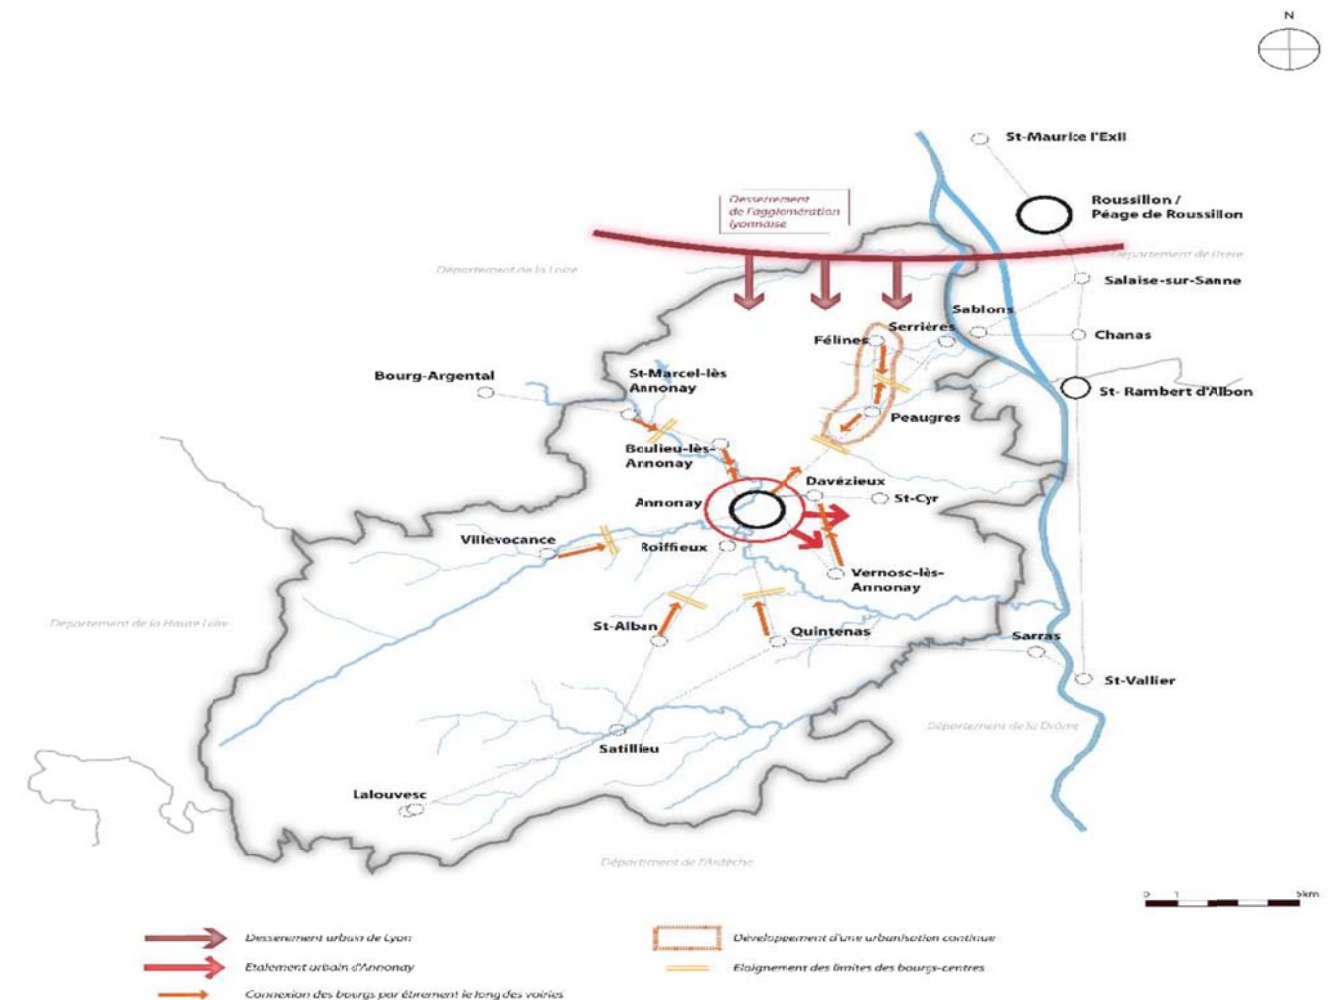 N
St-Maurice l'Exil
Roussillon /
Péage de Roussillon
Desserrement
de l'agglomération
lyonnaise
Département de l'Isère
Département de la Loire
Salaise-sur-Sanne
Sablons
Serrières
Chanas
Félines
St-Marcel-lès
Annonay
Bourg-Argental
St- Rambert d'Albon
Peaugres
Boulieu-lès-
Annonay
Davézieux
Annonay
St-Cyr
Villevocance
Roiffieux
Vernosc-lès-
Annonay
Département de la Haute Loire
St-Alban
Quintenas
Sarras
St-Vallier
Département de la Drôme
Satillieu
Lalouvesc
Département de l'Ardèche
0 1 5km
Desserement urbain de Lyon
Développement d'une urbanisation continue
Etalement urbain d'Annonay
Eloignement des limites des bourgs-centres
Connexion des bourgs par étirement le long des voiries